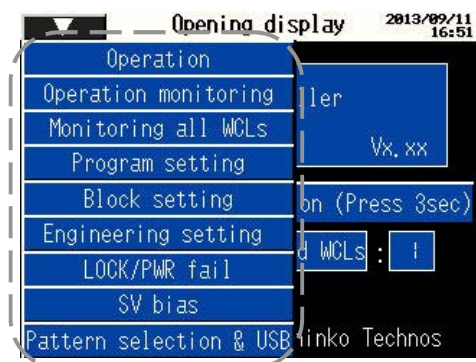 Opening display 2013/09/11
16:51
Operation
Operation monitoring
Monitoring all WCLs
Program setting
Block setting
Engineering setting
LOCK/PWR fail
SV bias
Pattern selection & USB
ller
Vx.xx
on (Press 3sec)
d WCLs : 1
hinko Technos